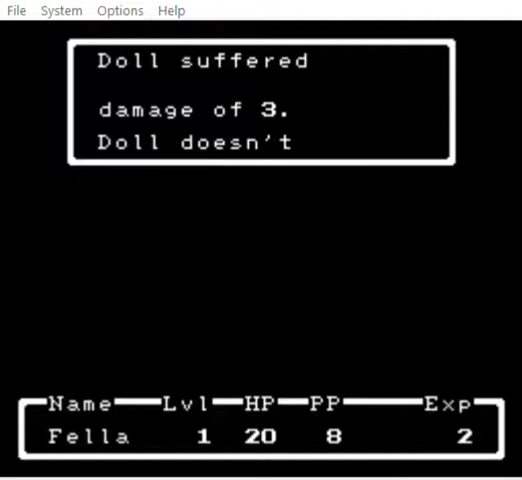 File System Options Help
Doll suffered
damage of 3.
Doll doesn't
Name Lvl HP PP Exp
Fella 1 20 8 2